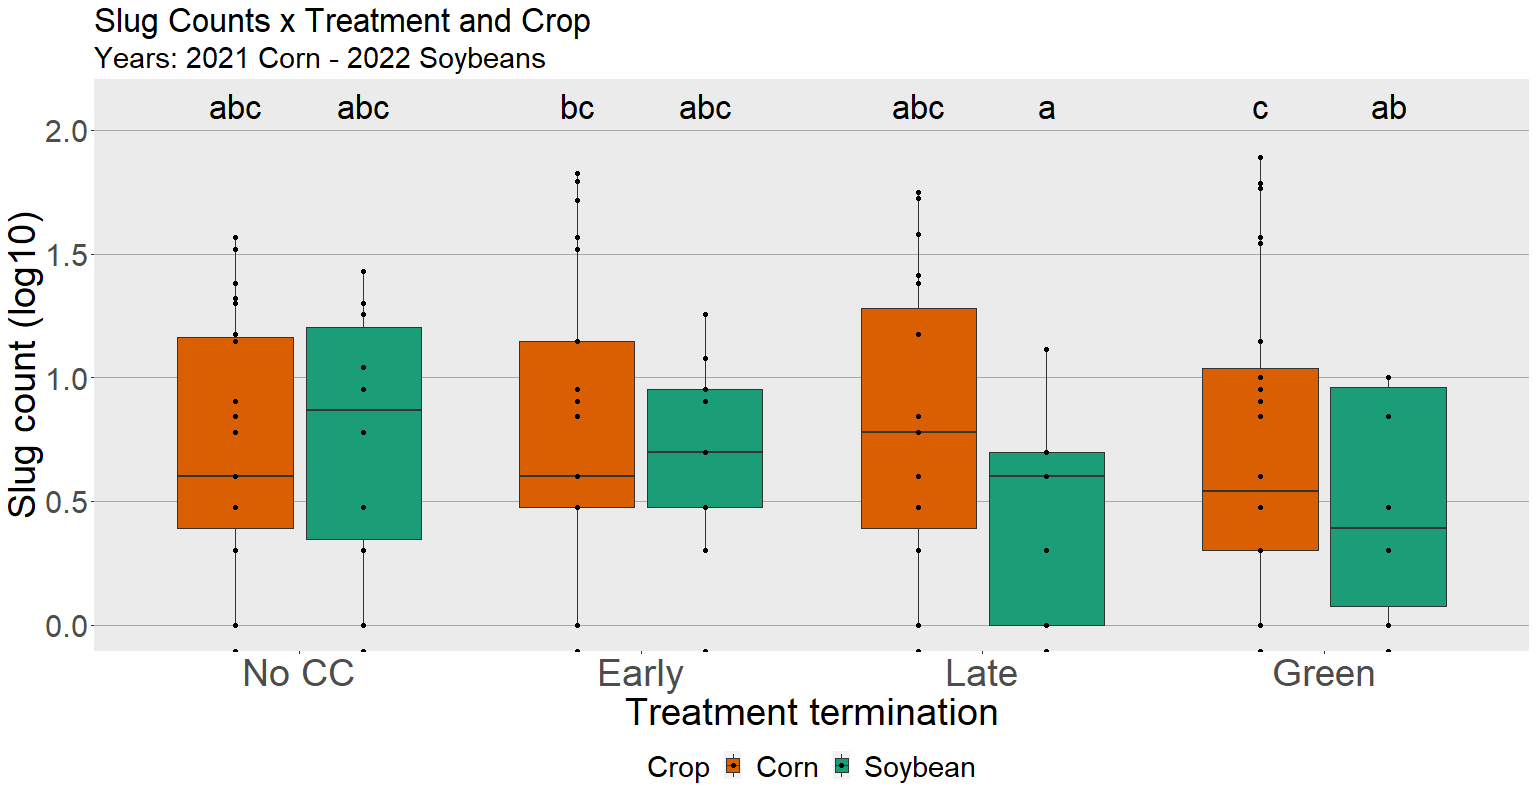 Slug Counts x Treatment and Crop
Years: 2021 Corn - 2022 Soybeans
abc abc bc abc abc a c ab
2.0
1.5
1.0
0.5
0.0
Slug count (log10)
No CC Early Late Green
Treatment termination
Crop Corn Soybean